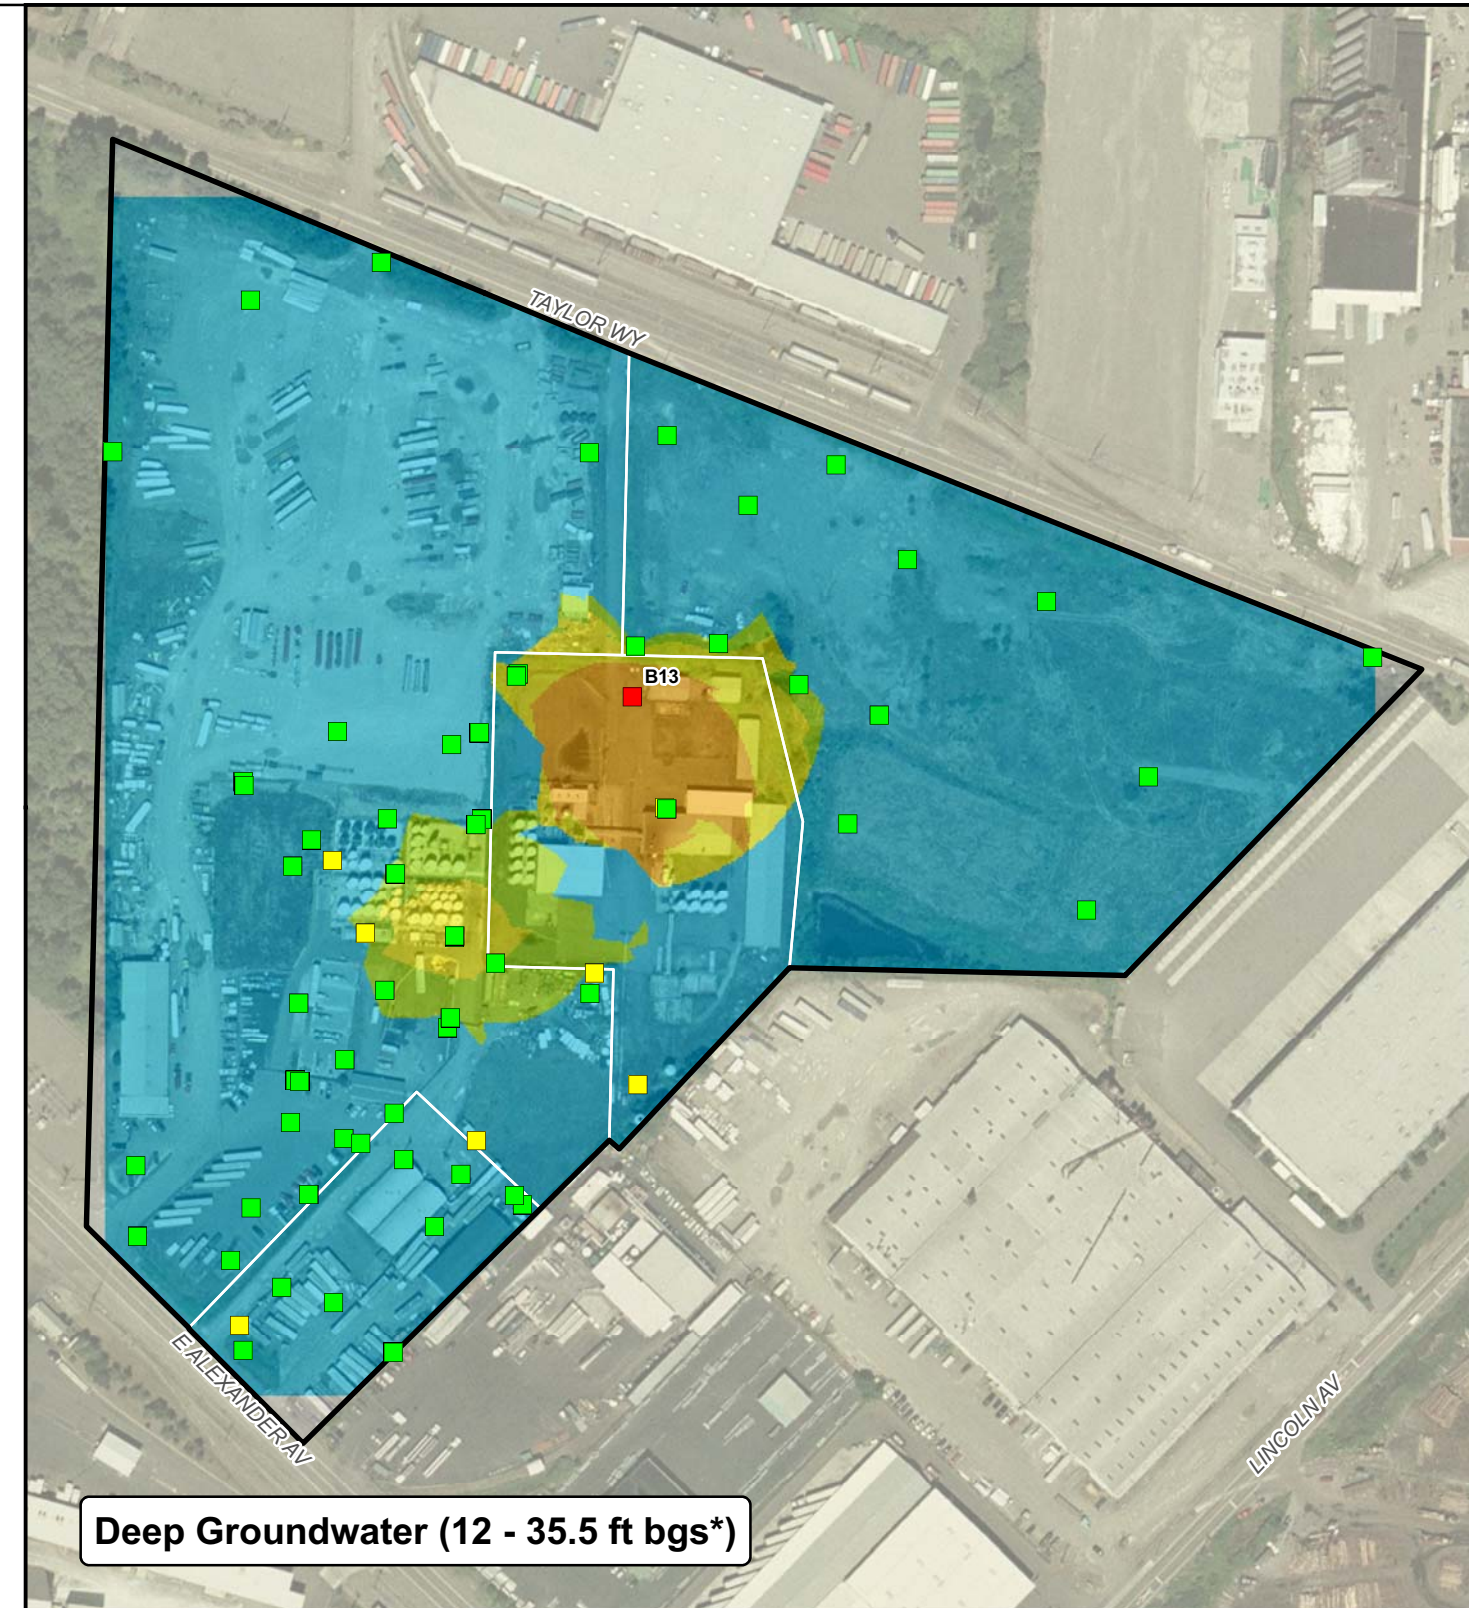 TAYLOR WY
B13
E ALEXANDER AV
LINCOLN AV
Deep Groundwater (12 - 35.5 ft bgs*)